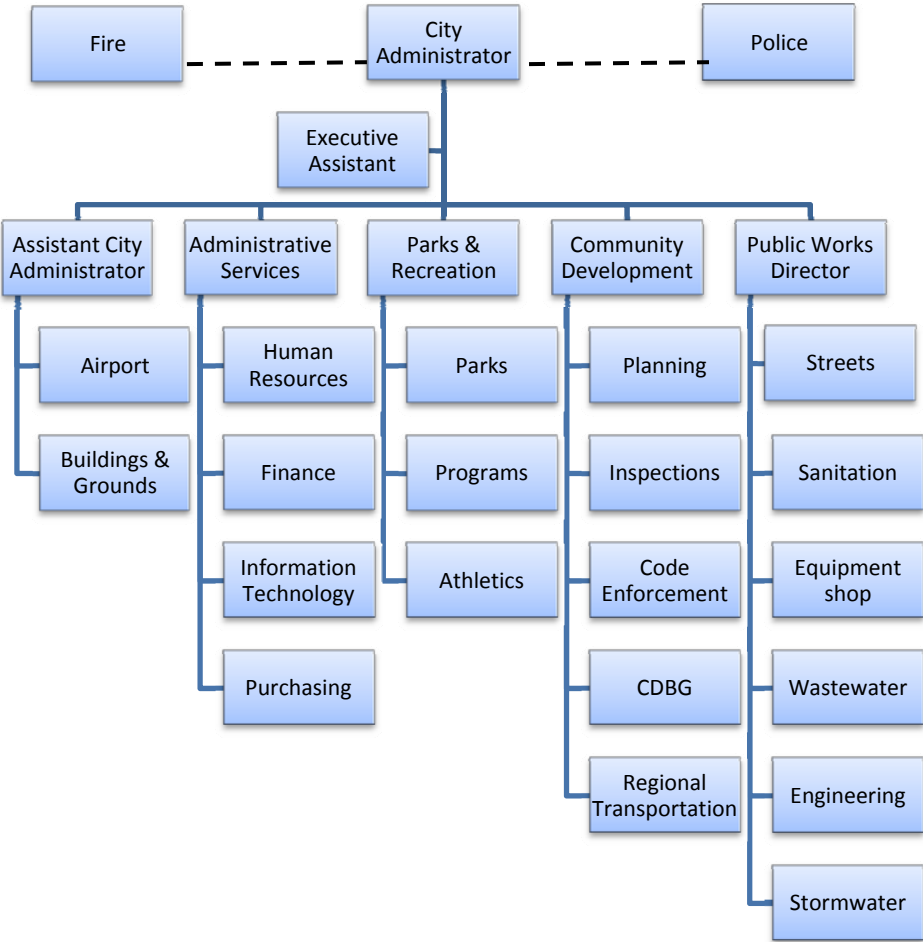 Fire
City
Administrator
Police
Executive
Assistant
Assistant City
Administrator
Administrative
Services
Parks &
Recreation
Community
Development
Public Works
Director
Airport
Buildings &
Grounds
Human
Resources
Finance
Information
Technology
Purchasing
Parks
Programs
Athletics
Planning
Inspections
Code
Enforcement
CDBG
Regional
Transportation
Streets
Sanitation
Equipment
shop
Wastewater
Engineering
Stormwater